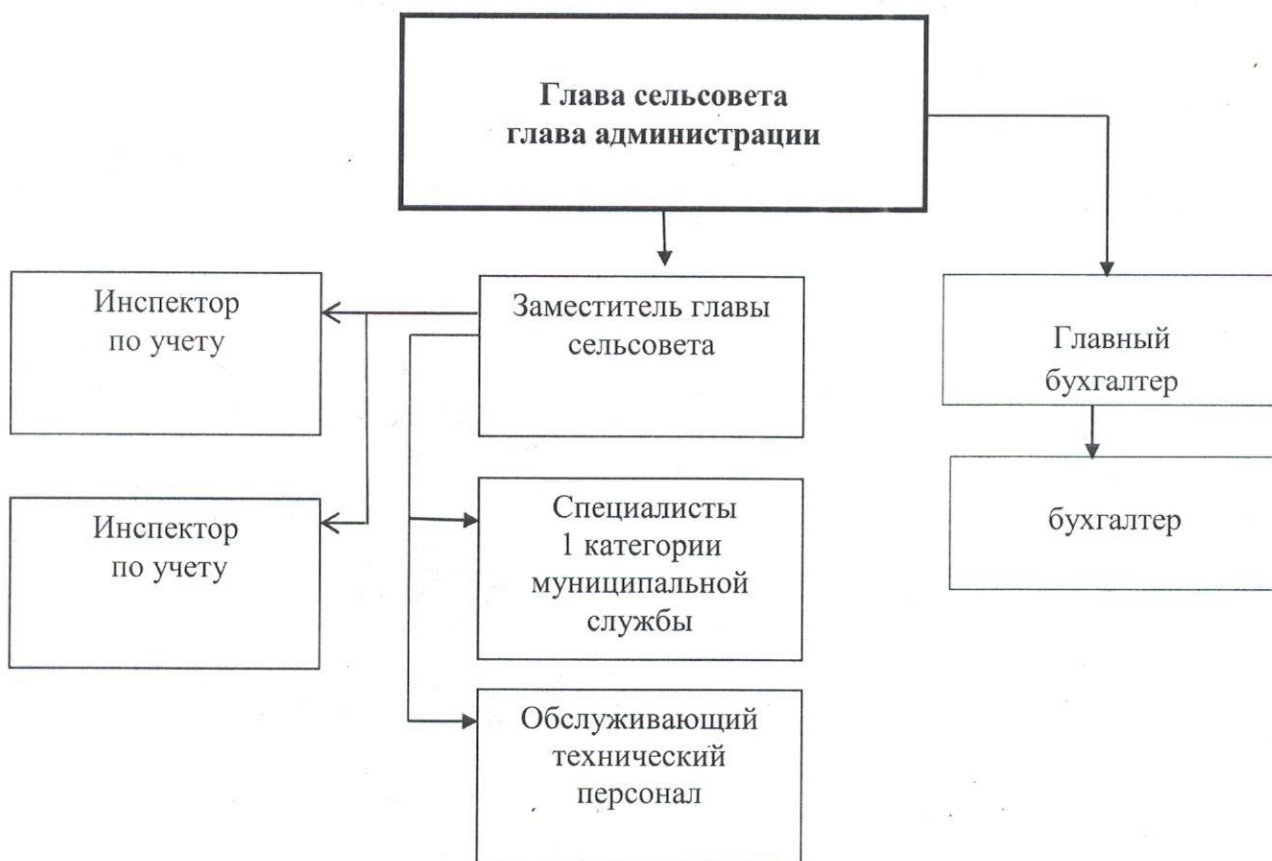 Глава сельсовета
глава администрации
Инспектор
по учету
Заместитель главы
сельсовета
Главный
бухгалтер
Инспектор
по учету
Специалисты
1 категории
муниципальной
службы
бухгалтер
Обслуживающий
технический
персонал